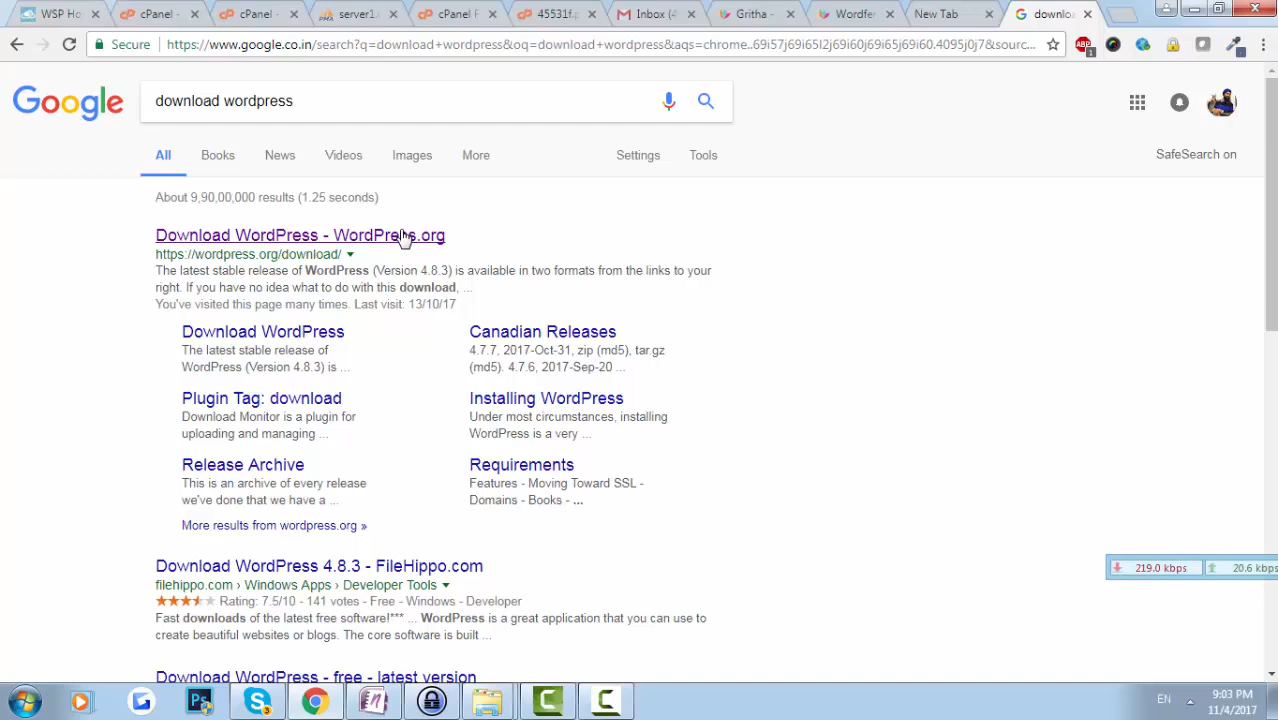 WSP Ho
cPanel -
cPanel -
server1.
cPanel F
45531f.p
Inbox (4
Gritha -
Wordfer
New Tab
downlo
Secure
https://www.google.co.in/search?q=download+wordpress&oq=download+wordpress&aqs=chrome..69i57j69i65j2j69i60j69i65j69i60.4095j0j7&sourc...
ABP
1
Google
download wordpress
All
Books
News
Videos
Images
More
Settings
Tools
SafeSearch on
About 9,90,00,000 results (1.25 seconds)
Download WordPress - WordPress.org
https://wordpress.org/download/
The latest stable release of WordPress (Version 4.8.3) is available in two formats from the links to your
right. If you have no idea what to do with this download, ...
You've visited this page many times. Last visit: 13/10/17
Download WordPress
The latest stable release of
WordPress (Version 4.8.3) is ...
Canadian Releases
4.7.7, 2017-Oct-31, zip (md5), tar.gz
(md5). 4.7.6, 2017-Sep-20 ...
Plugin Tag: download
Download Monitor is a plugin for
uploading and managing ...
Installing WordPress
Under most circumstances, installing
WordPress is a very ...
Release Archive
This is an archive of every release
we've done that we have a ...
Requirements
Features - Moving Toward SSL -
Domains - Books - ...
More results from wordpress.org »
Download WordPress 4.8.3 - FileHippo.com
filehippo.com › Windows Apps › Developer Tools
Rating: 7.5/10 - 141 votes - Free - Windows - Developer
Fast downloads of the latest free software!*** ... WordPress is a great application that you can use to
create beautiful websites or blogs. The core software is built ...
Download WordPress - free - latest version
219.0 kbps
20.6 kbps
Ps
3
EN
9:03 PM
11/4/2017